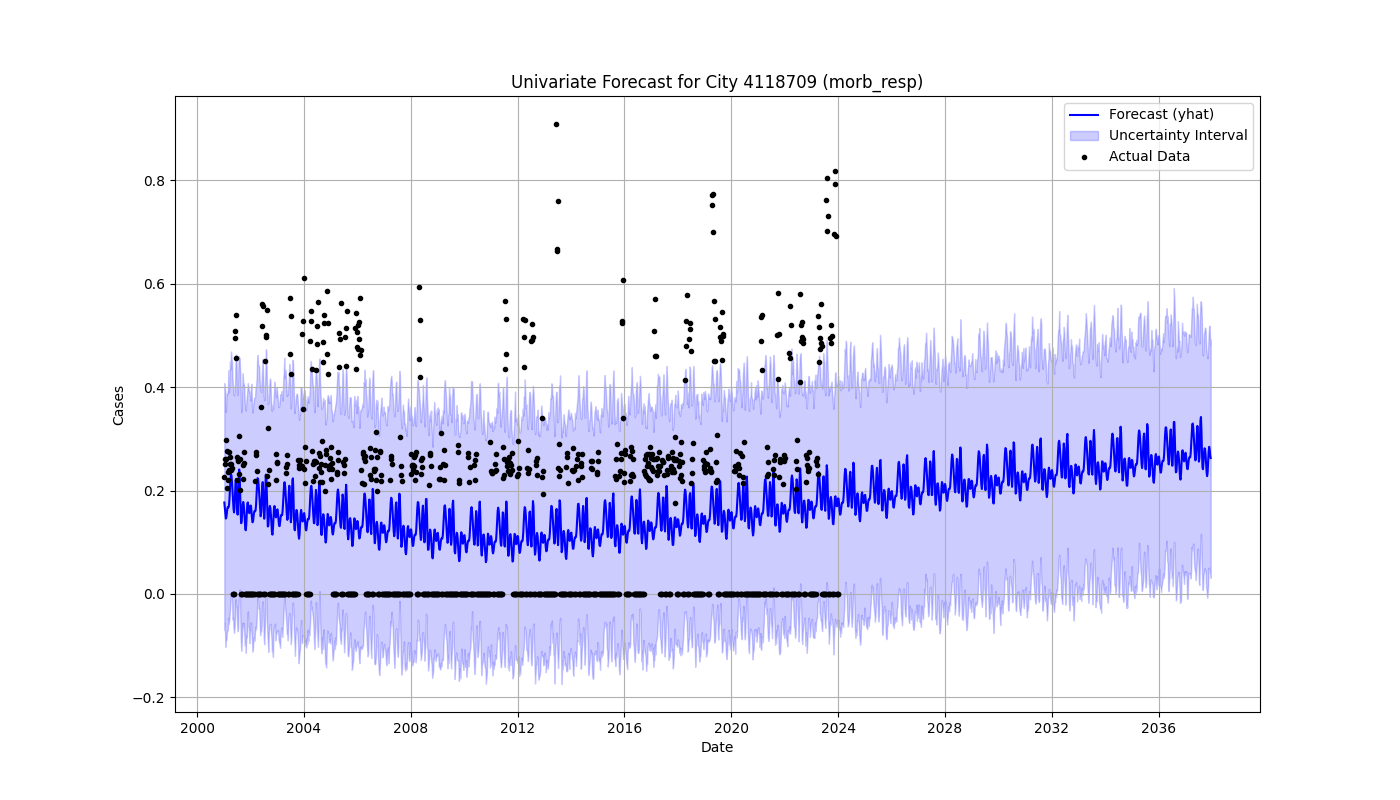 Univariate Forecast for City 4118709 (morb_resp)
Forecast (yhat)
Uncertainty Interval
Actual Data
Cases
0.8
0.6
0.4
0.2
0.0
−0.2
2000 2004 2008 2012 2016 2020 2024 2028 2032 2036
Date